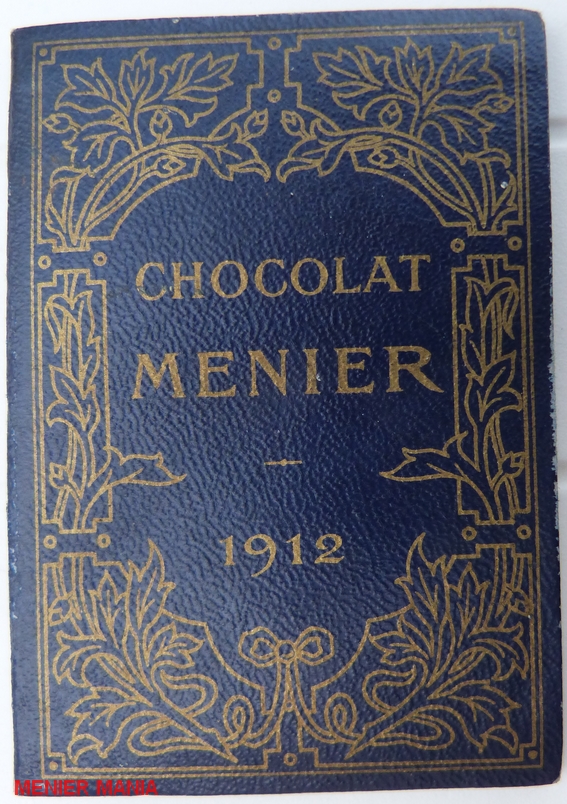 CHOCOLAT
MENIER
1912
MENIER MANIA